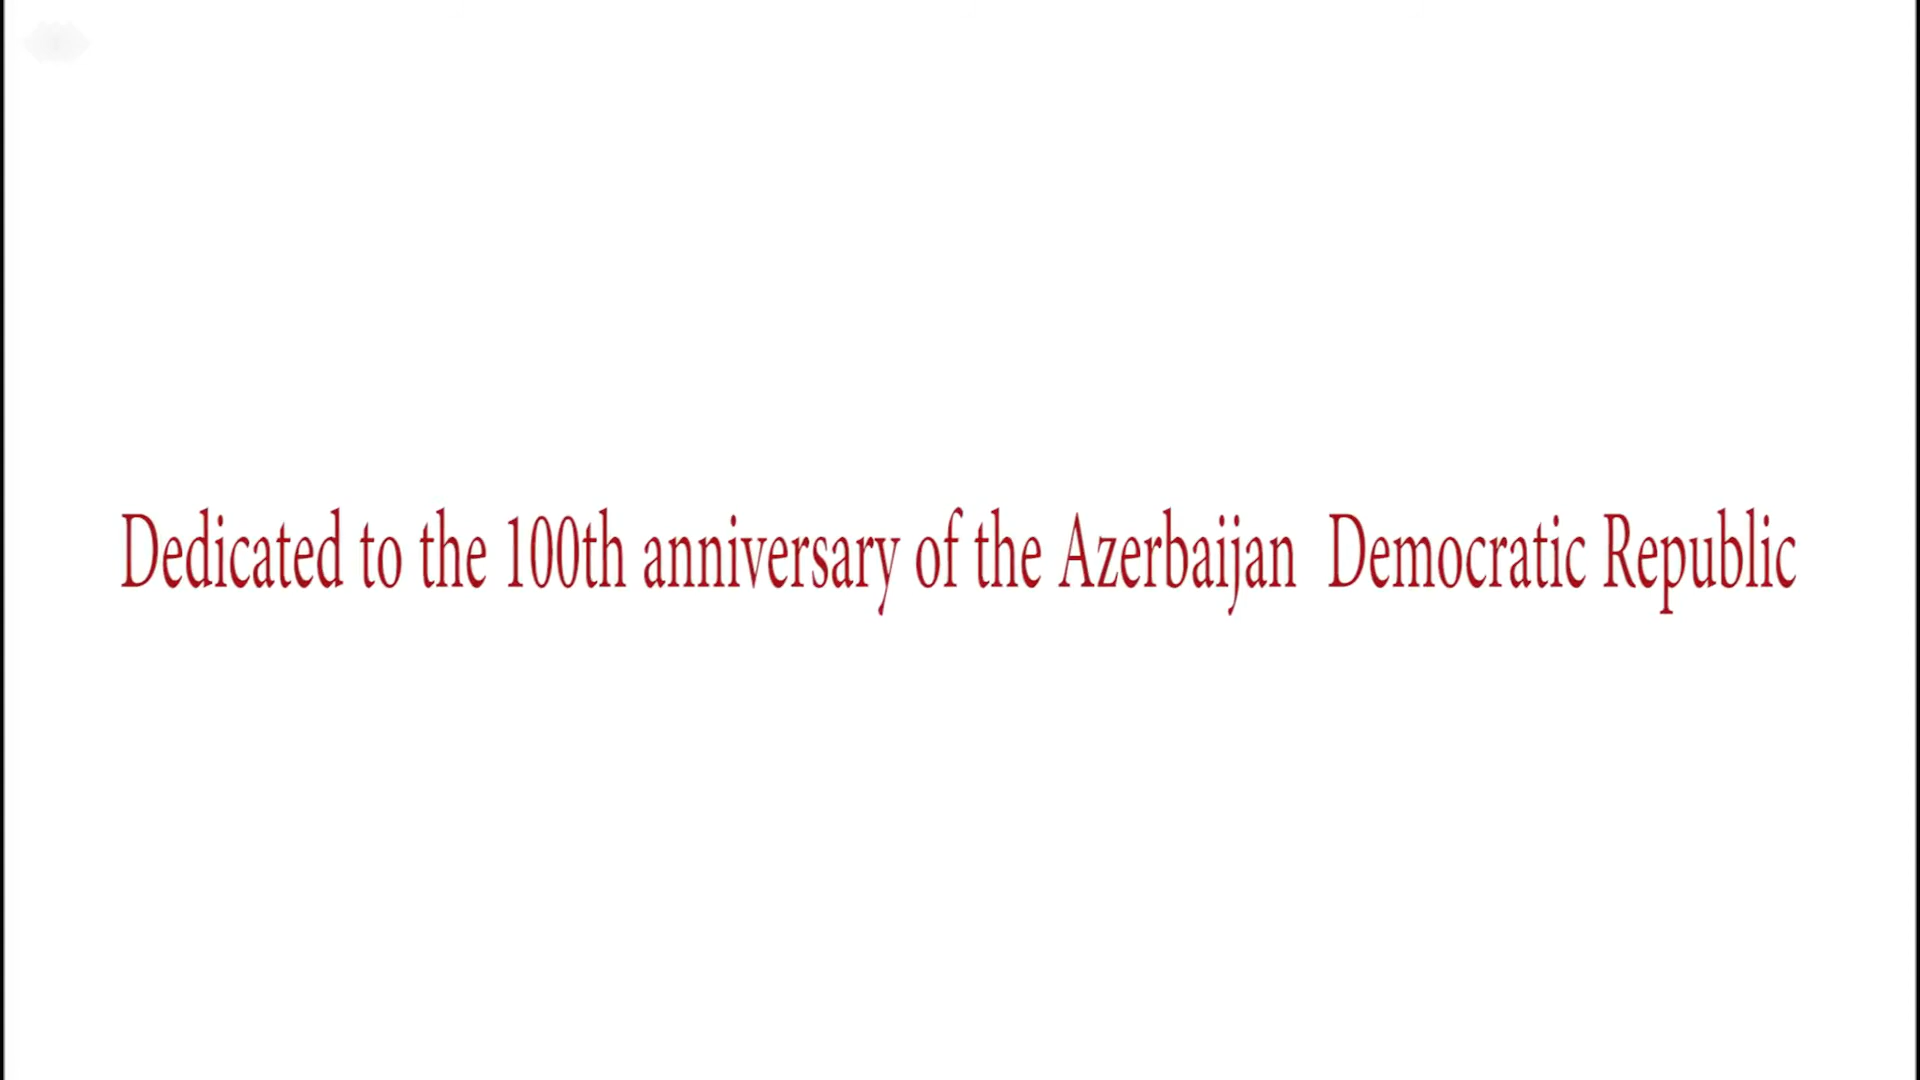 Dedicated to the 100th anniversary of the Azerbaijan  Democratic Republic